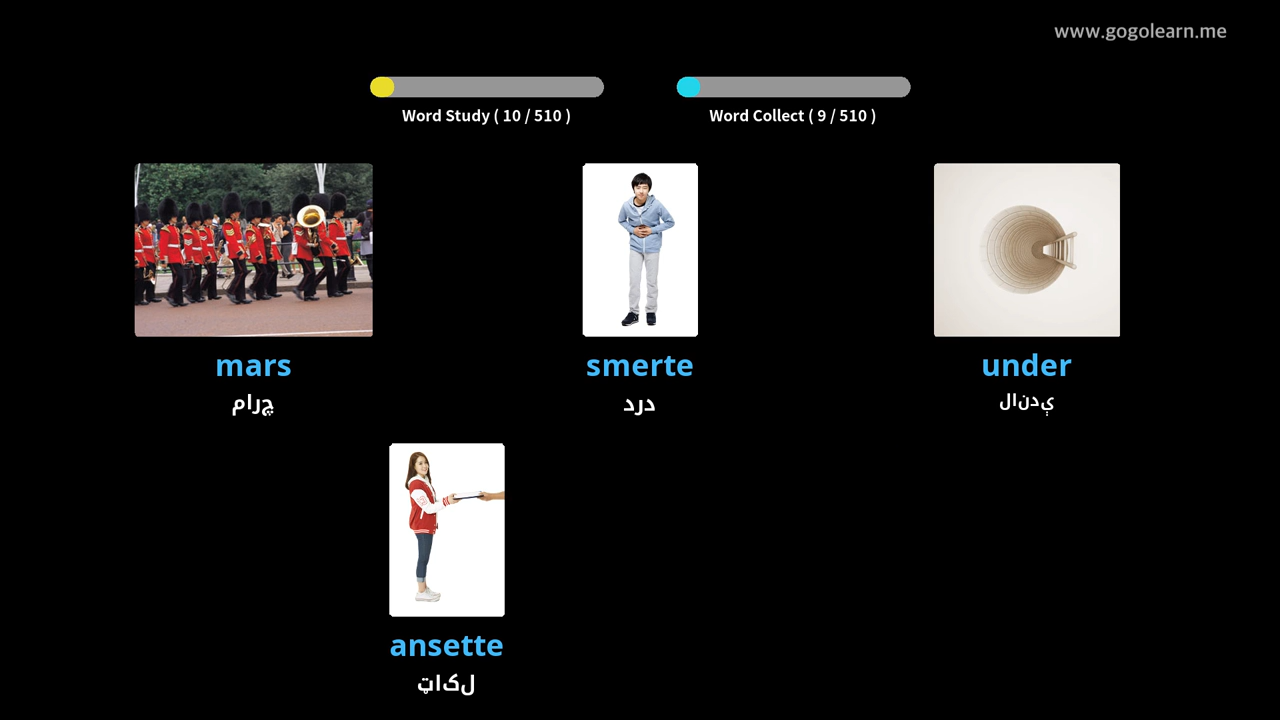 www.gogolearn.me
Word Study ( 10 / 510 )
Word Collect ( 9 / 510 )
mars
smerte
under
چرام
درد
ېدنال
ansette
لکاټ